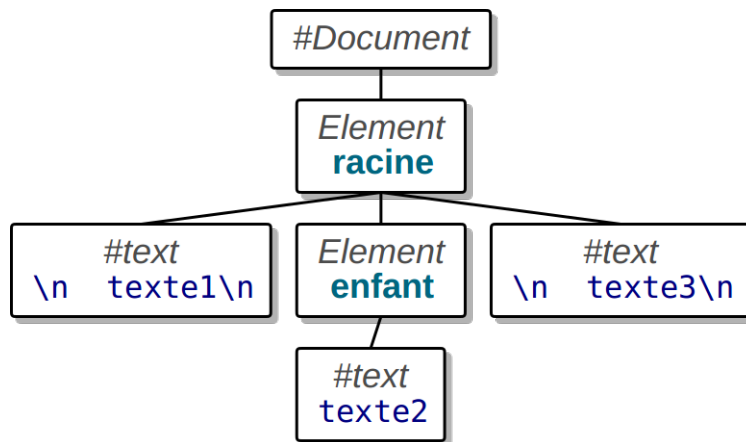 #Document
Element
racine
#text
\n  texte1\n
Element
enfant
#text
\n  texte3\n
#text
texte2